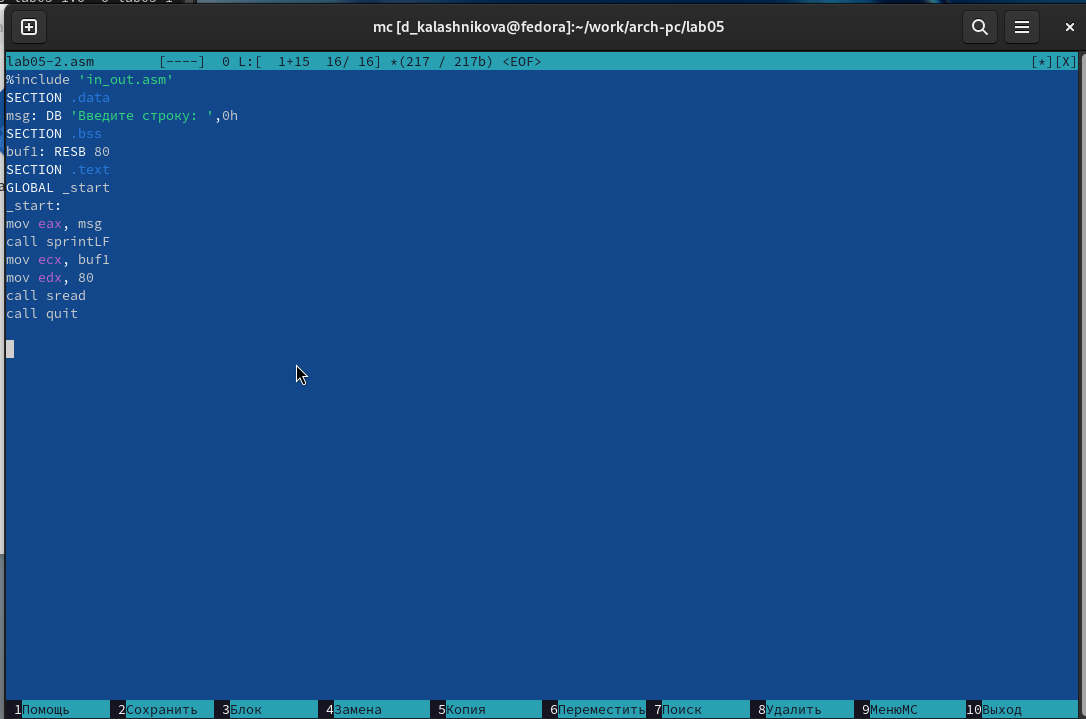 mc [d_kalashnikova@fedora]:~/work/arch-pc/lab05
lab05-2.asm [----] 0 L:[ 1+15 16/ 16] *(217 / 217b) <EOF> [*][X]
%include 'in_out.asm'
SECTION .data
msg: DB 'Введите строку: ',0h
SECTION .bss
buf1: RESB 80
SECTION .text
GLOBAL _start
_start:
mov eax, msg
call sprintLF
mov ecx, buf1
mov edx, 80
call sread
call quit
1Помощь 2Сохранить 3Блок 4Замена 5Копия 6Переместить 7Поиск 8Удалить 9МенюMC 10Выход